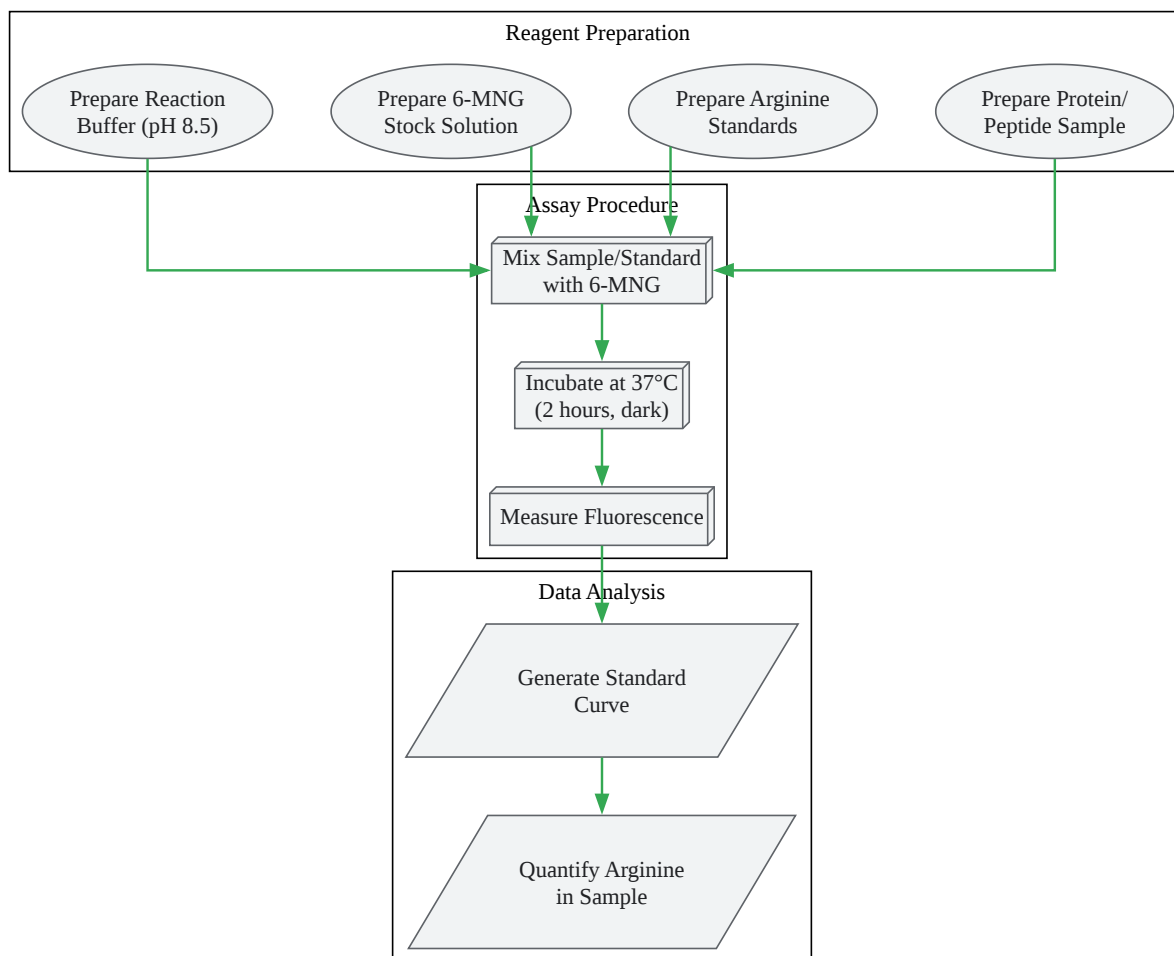 Reagent Preparation
Prepare Reaction
Buffer (pH 8.5)
Prepare 6-MNG
Stock Solution
Prepare Arginine
Standards
Prepare Protein/
Peptide Sample
Assay Procedure
Mix Sample/Standard
with 6-MNG
Incubate at 37°C
(2 hours, dark)
Measure Fluorescence
Data Analysis
Generate Standard
Curve
Quantify Arginine
in Sample